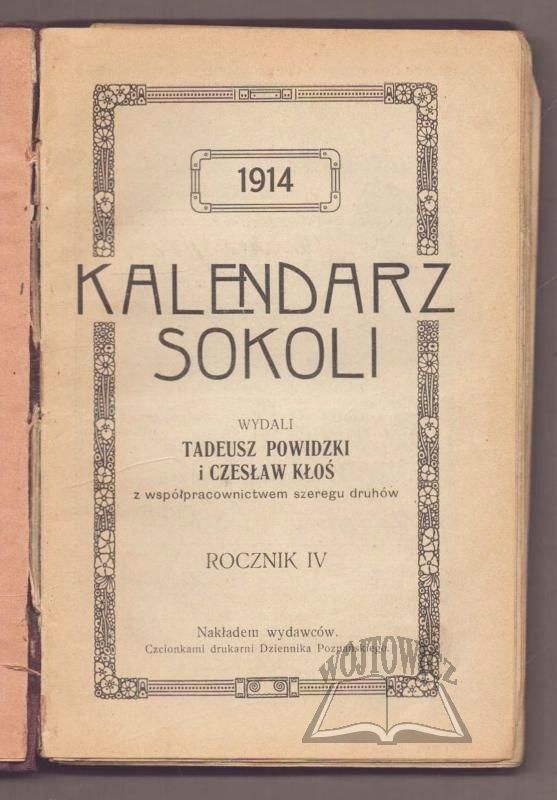 1914
KALENDARZ
SOKOLI
WYDALI
TADEUSZ POWIDZKI
i CZESŁAW KŁOŚ
z współpracownictwem szeregu druhów
ROCZNIK IV
Nakładem wydawców.
Czcionkami drukarni Dziennika Poznańskiego.
WÓJTOWICZ